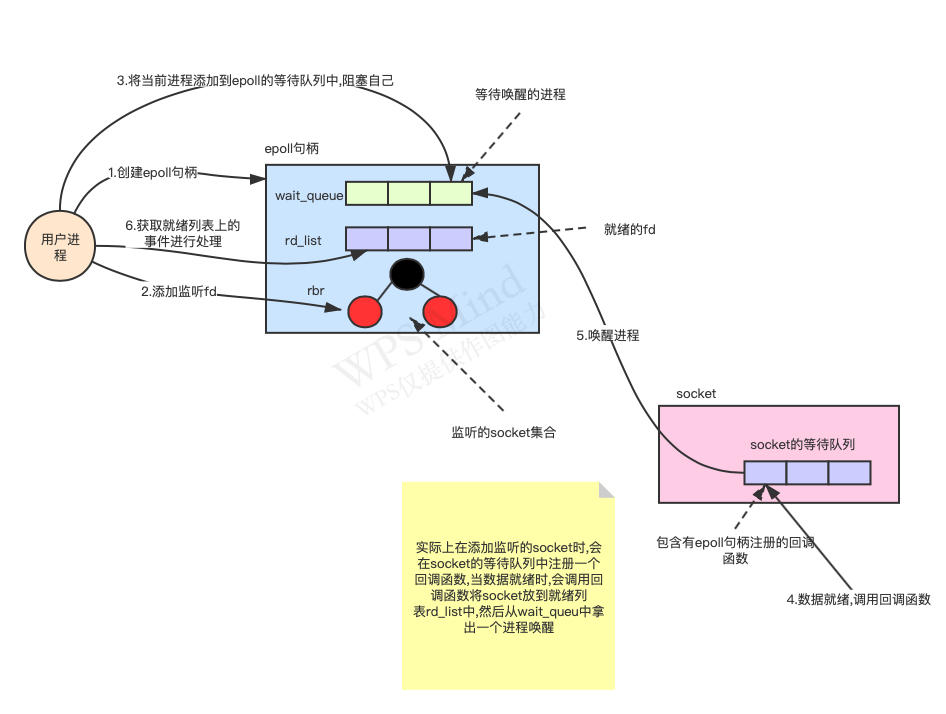 3.将当前进程添加到epoll的等待队列中,阻塞自己
等待唤醒的进程
epoll句柄
1.创建epoll句柄
wait_queue
6.获取就绪列表上的
事件进行处理
rd_list
就绪的fd
用户进
程
2.添加监听fd
rbr
WPS Mind
WPS仅提供作图能力
5.唤醒进程
监听的socket集合
socket
socket的等待队列
包含有epoll句柄注册的回调
函数
4.数据就绪,调用回调函数
实际上在添加监听的socket时,会
在socket的等待队列中注册一个
回调函数,当数据就绪时,会调用回
调函数将socket放到就绪列
表rd_list中,然后从wait_queu中拿
出一个进程唤醒